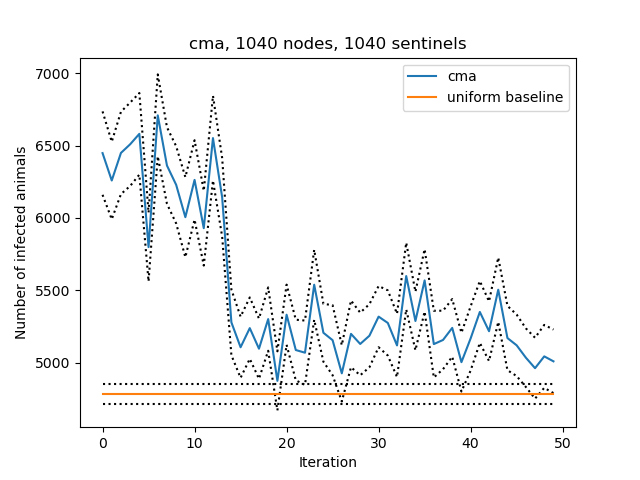 cma, 1040 nodes, 1040 sentinels
cma
uniform baseline
Number of infected animals
7000
6500
6000
5500
5000
0
10
20
30
40
50
Iteration